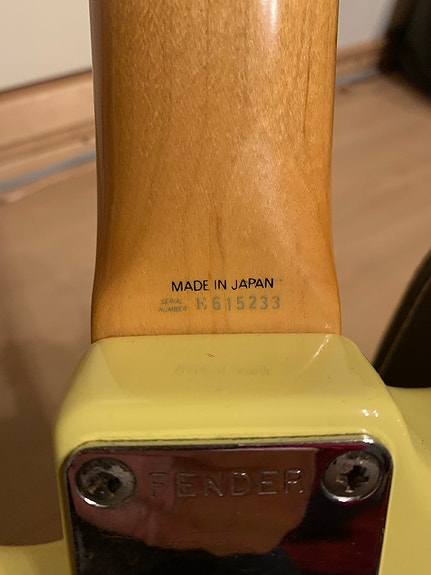 MADE IN JAPAN
SERIAL
NUMBER E615233
FENDER